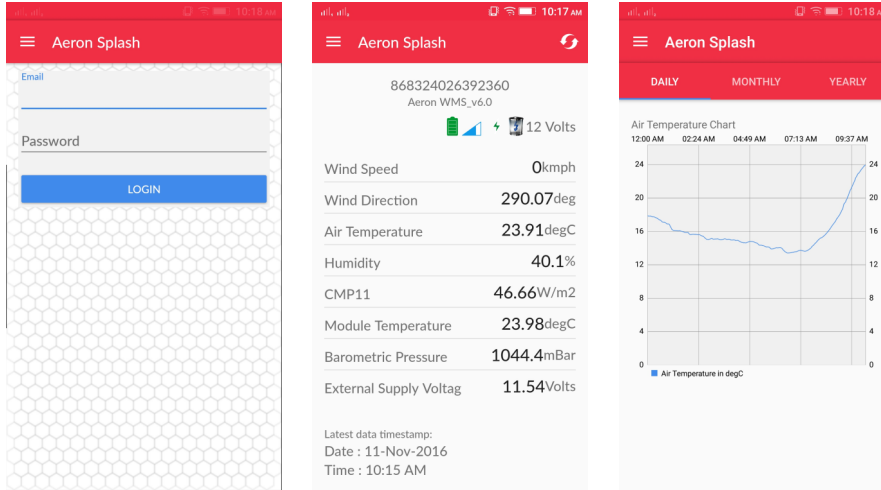 10:18 AM
Aeron Splash
Email
Password
LOGIN
10:17 AM
Aeron Splash
868324026392360
Aeron WMS_v6.0
12 Volts
Wind Speed 0kmph
Wind Direction 290.07deg
Air Temperature 23.91degC
Humidity 40.1%
CMP11 46.66W/m2
Module Temperature 23.98degC
Barometric Pressure 1044.4mBar
External Supply Voltag 11.54Volts
Latest data timestamp:
Date : 11-Nov-2016
Time : 10:15 AM
10:18 A
Aeron Splash
DAILY MONTHLY YEARLY
Air Temperature Chart
12:00 AM 02:24 AM 04:49 AM 07:13 AM 09:37 AM
24 24
20 20
16 16
12 12
8 8
4 4
0 0
Air Temperature in degC